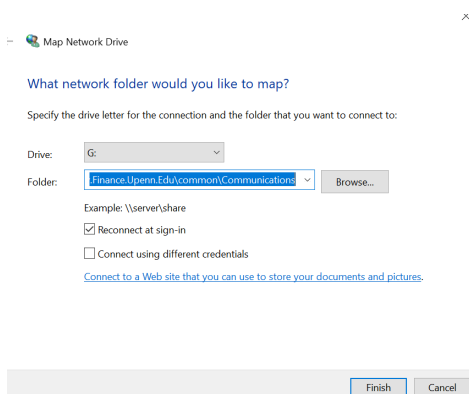 Map Network Drive
What network folder would you like to map?
Specify the drive letter for the connection and the folder that you want to connect to:
Drive: G:
Folder: .Finance.Upenn.Edu\common\Communications Browse...
Example: \\server\share
Reconnect at sign-in
Connect using different credentials
Connect to a Web site that you can use to store your documents and pictures.
Finish Cancel